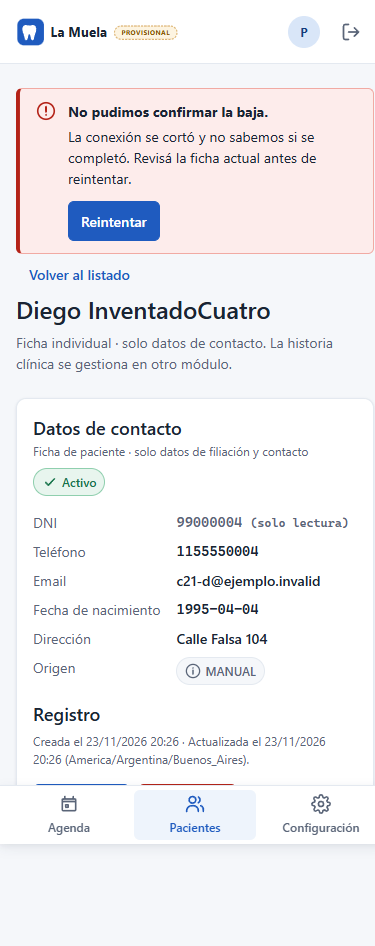 La Muela PROVISIONAL P
No pudimos confirmar la baja.
La conexión se cortó y no sabemos si se
completó. Revisá la ficha actual antes de
reintentar.
Reintentar
Volver al listado
Diego InventadoCuatro
Ficha individual · solo datos de contacto. La historia
clínica se gestiona en otro módulo.
Datos de contacto
Ficha de paciente · solo datos de filiación y contacto
Activo
DNI 99000004 (solo lectura)
Teléfono 1155550004
Email c21-d@ejemplo.invalid
Fecha de nacimiento 1995-04-04
Dirección Calle Falsa 104
Origen MANUAL
Registro
Creada el 23/11/2026 20:26 · Actualizada el 23/11/2026
20:26 (America/Argentina/Buenos_Aires).
Agenda Pacientes Configuración